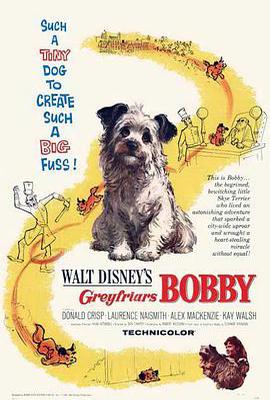 SUCH
A
TINY
DOG
TO
CREATE
SUCH
A
BIG
FUSS!
This is Bobby...
the begrimed,
bewitching little
Skye Terrier
who lived an
astonishing adventure
that sparked a
city-wide uproar
and wrought a
heart-stealing
miracle
without equal!
WALT DISNEY'S
Greyfriars BOBBY
DONALD CRISP · LAURENCE NAISMITH · ALEX MACKENZIE · KAY WALSH
TECHNICOLOR